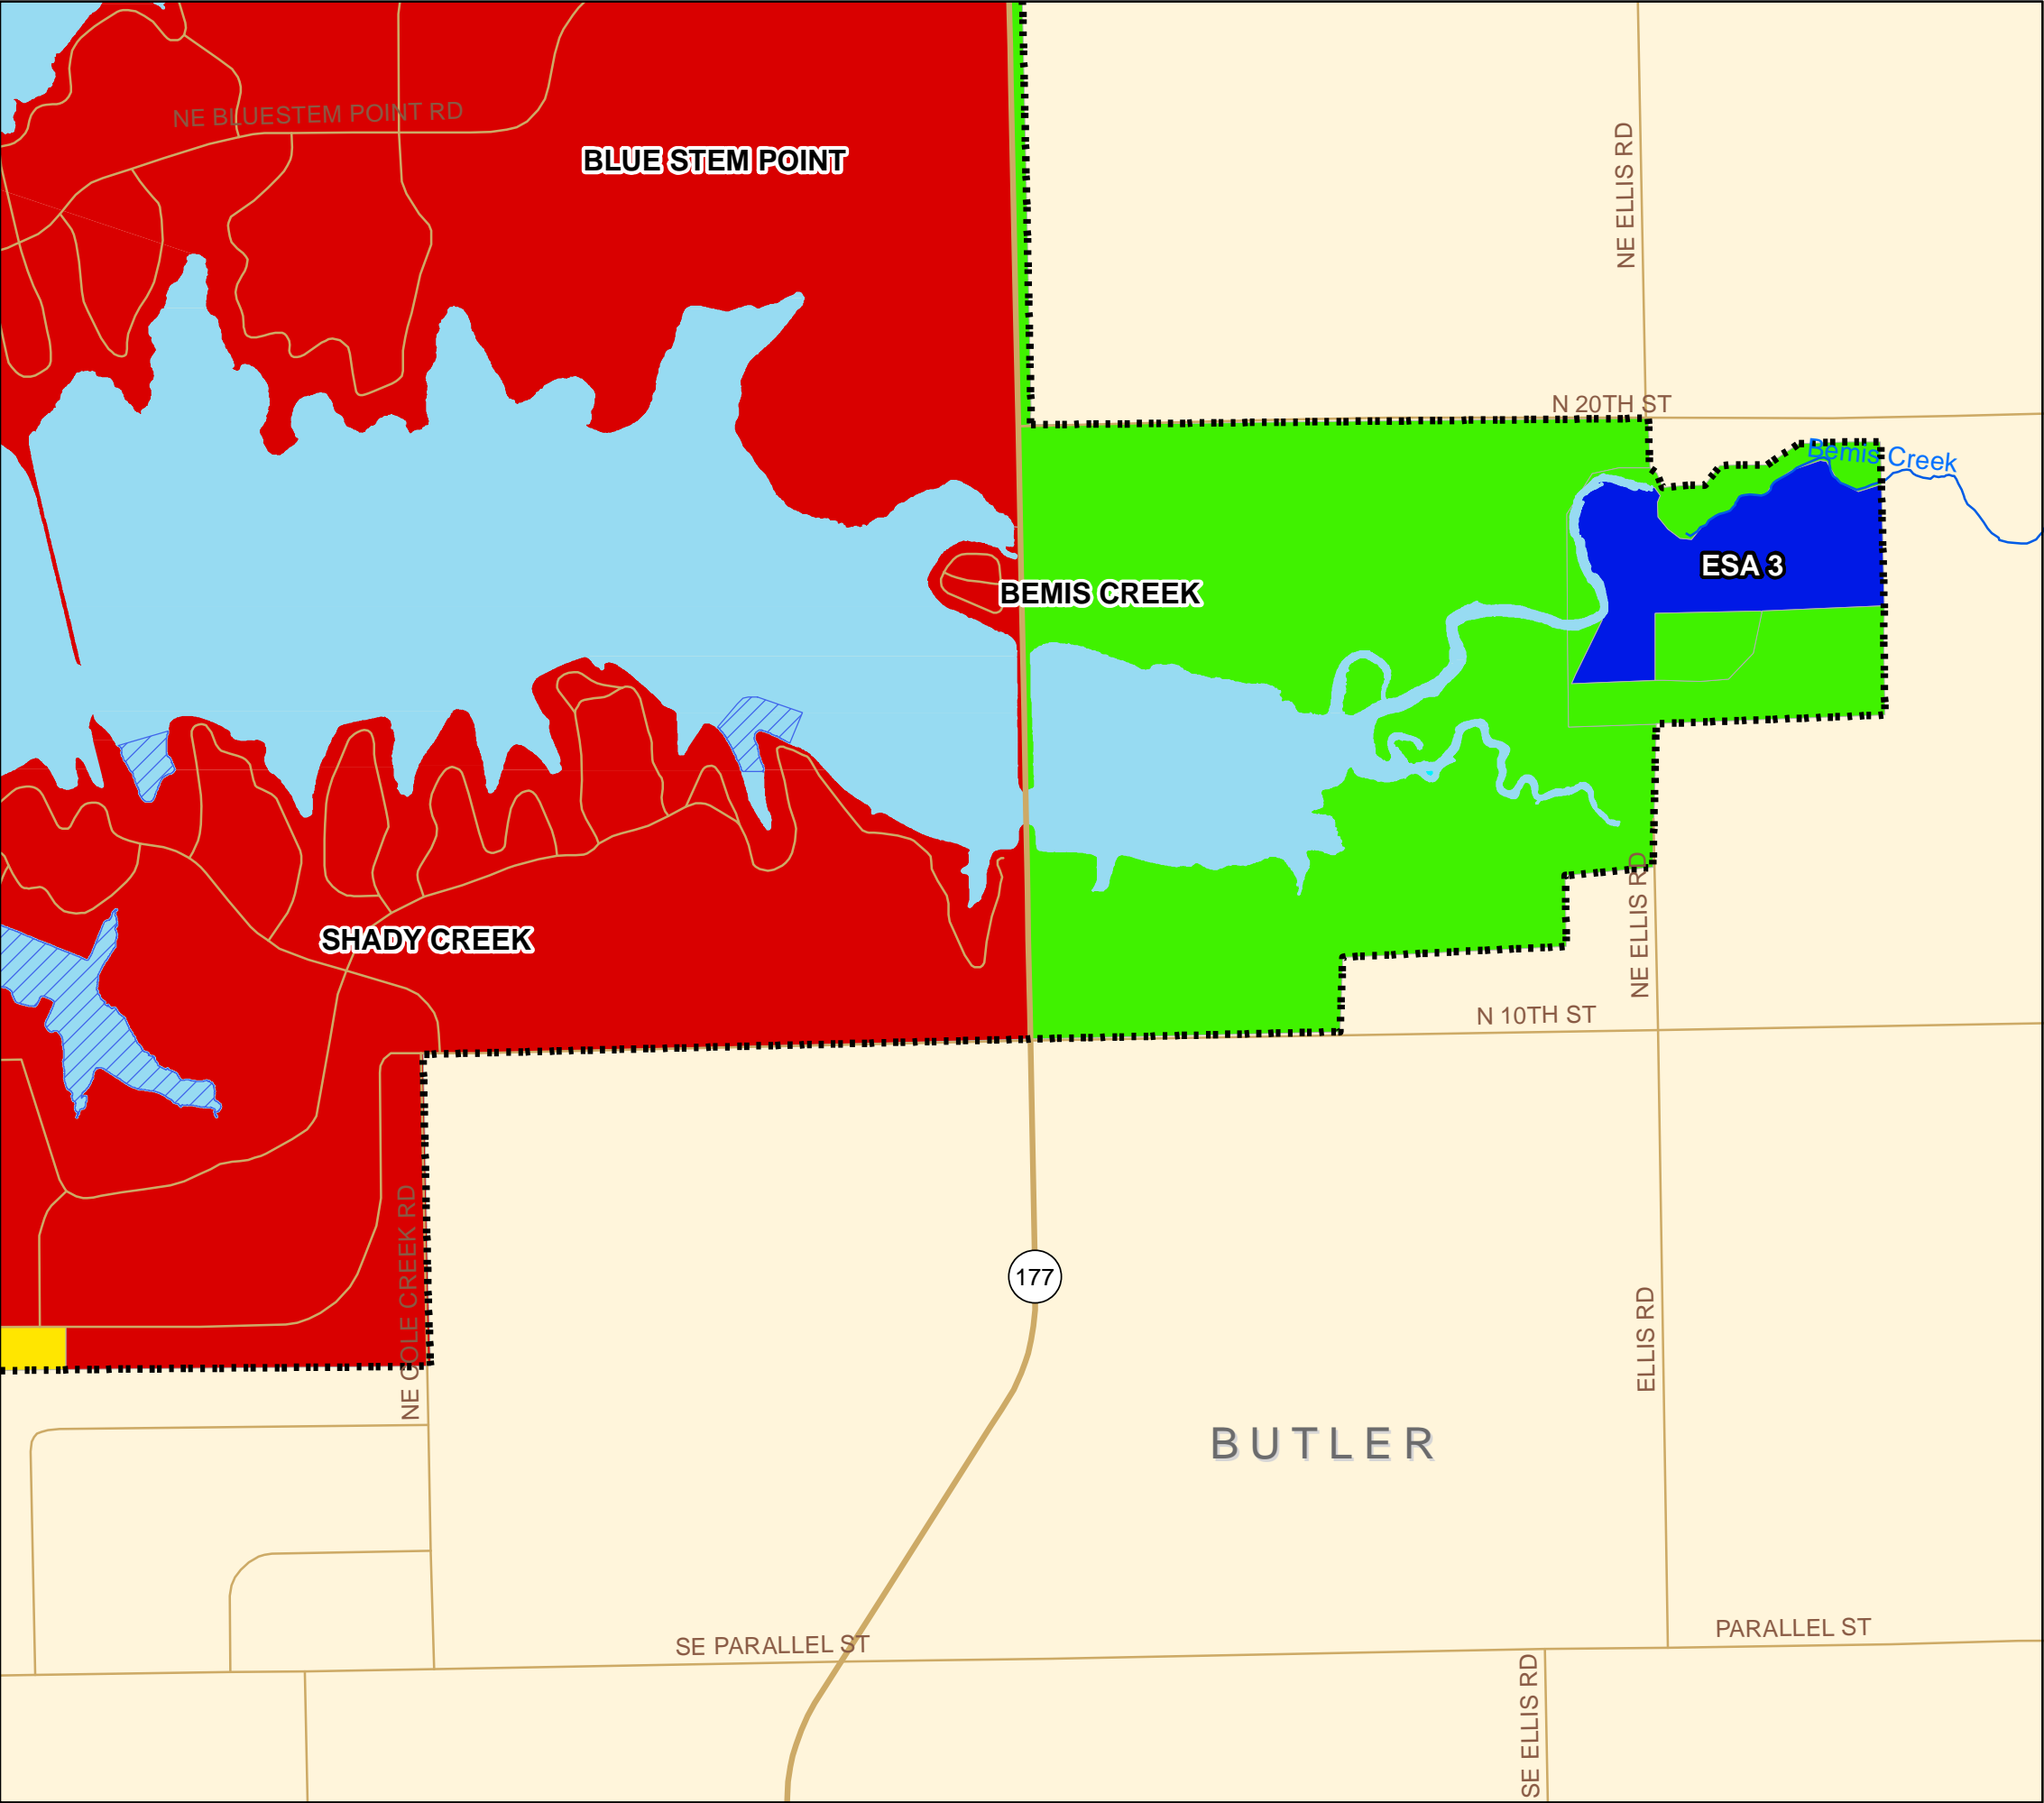 NE BLUESTEM POINT RD
BLUE STEM POINT
NE ELLIS RD
N 20TH ST
Bemis Creek
ESA 3
BEMIS CREEK
SHADY CREEK
NE ELLIS RD
N 10TH ST
NE COLE CREEK RD
177
ELLIS RD
BUTLER
SE PARALLEL ST
PARALLEL ST
SE ELLIS RD